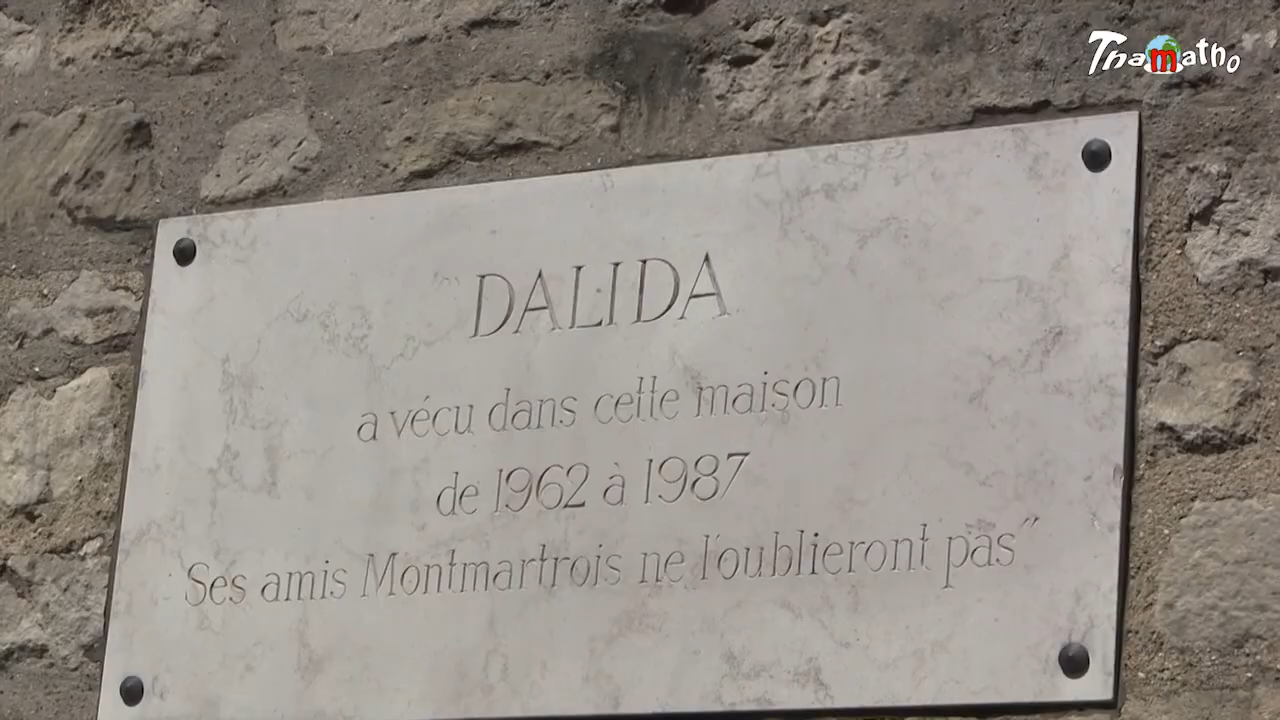 Thamatho
"DALIDA
a vécu dans cette maison
de 1962 à 1987
Ses amis Montmartrois ne l'oublieront pas"